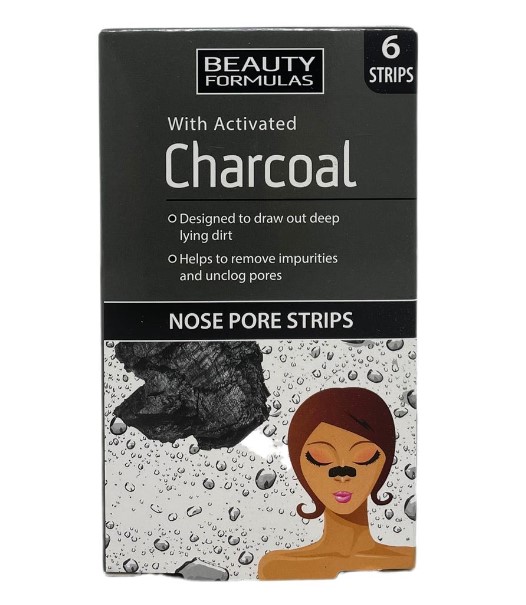 BEAUTY
FORMULAS
6
STRIPS
With Activated
Charcoal
Designed to draw out deep
lying dirt
Helps to remove impurities
and unclog pores
NOSE PORE STRIPS